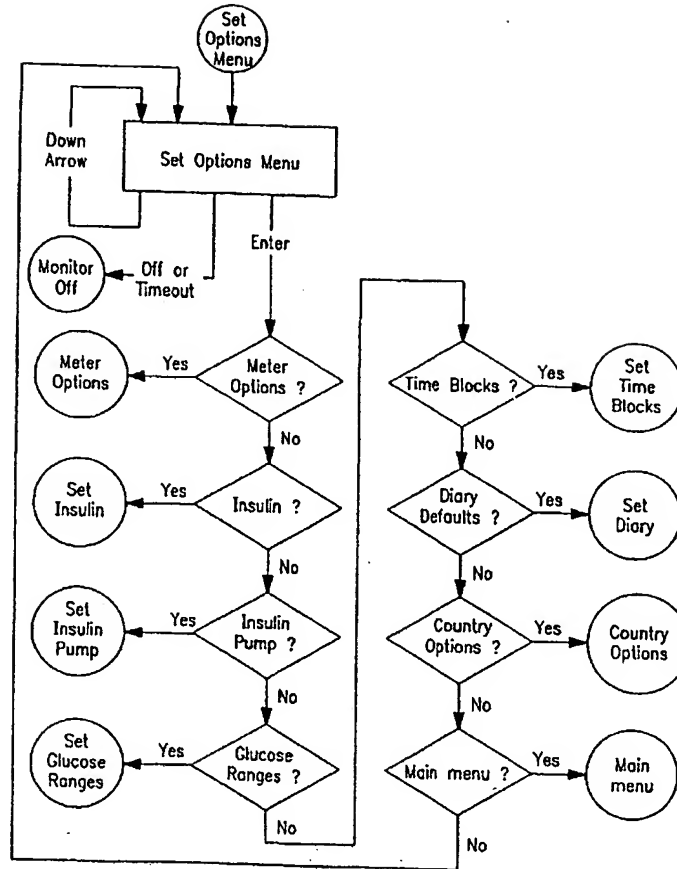 Set
Options
Menu
Down
Arrow
Set Options Menu
Enter
Monitor
Off
Off or
Timeout
Meter
Options
Yes
Meter
Options ?
No
Set
Insulin
Yes
Insulin ?
No
Set
Insulin
Pump
Yes
Insulin
Pump ?
No
Set
Glucose
Ranges
Yes
Glucose
Ranges ?
No
Time Blocks ?
Yes
Set
Time
Blocks
No
Diary
Defaults ?
Yes
Set
Diary
No
Country
Options ?
Yes
Country
Options
No
Main menu ?
Yes
Main
menu
No